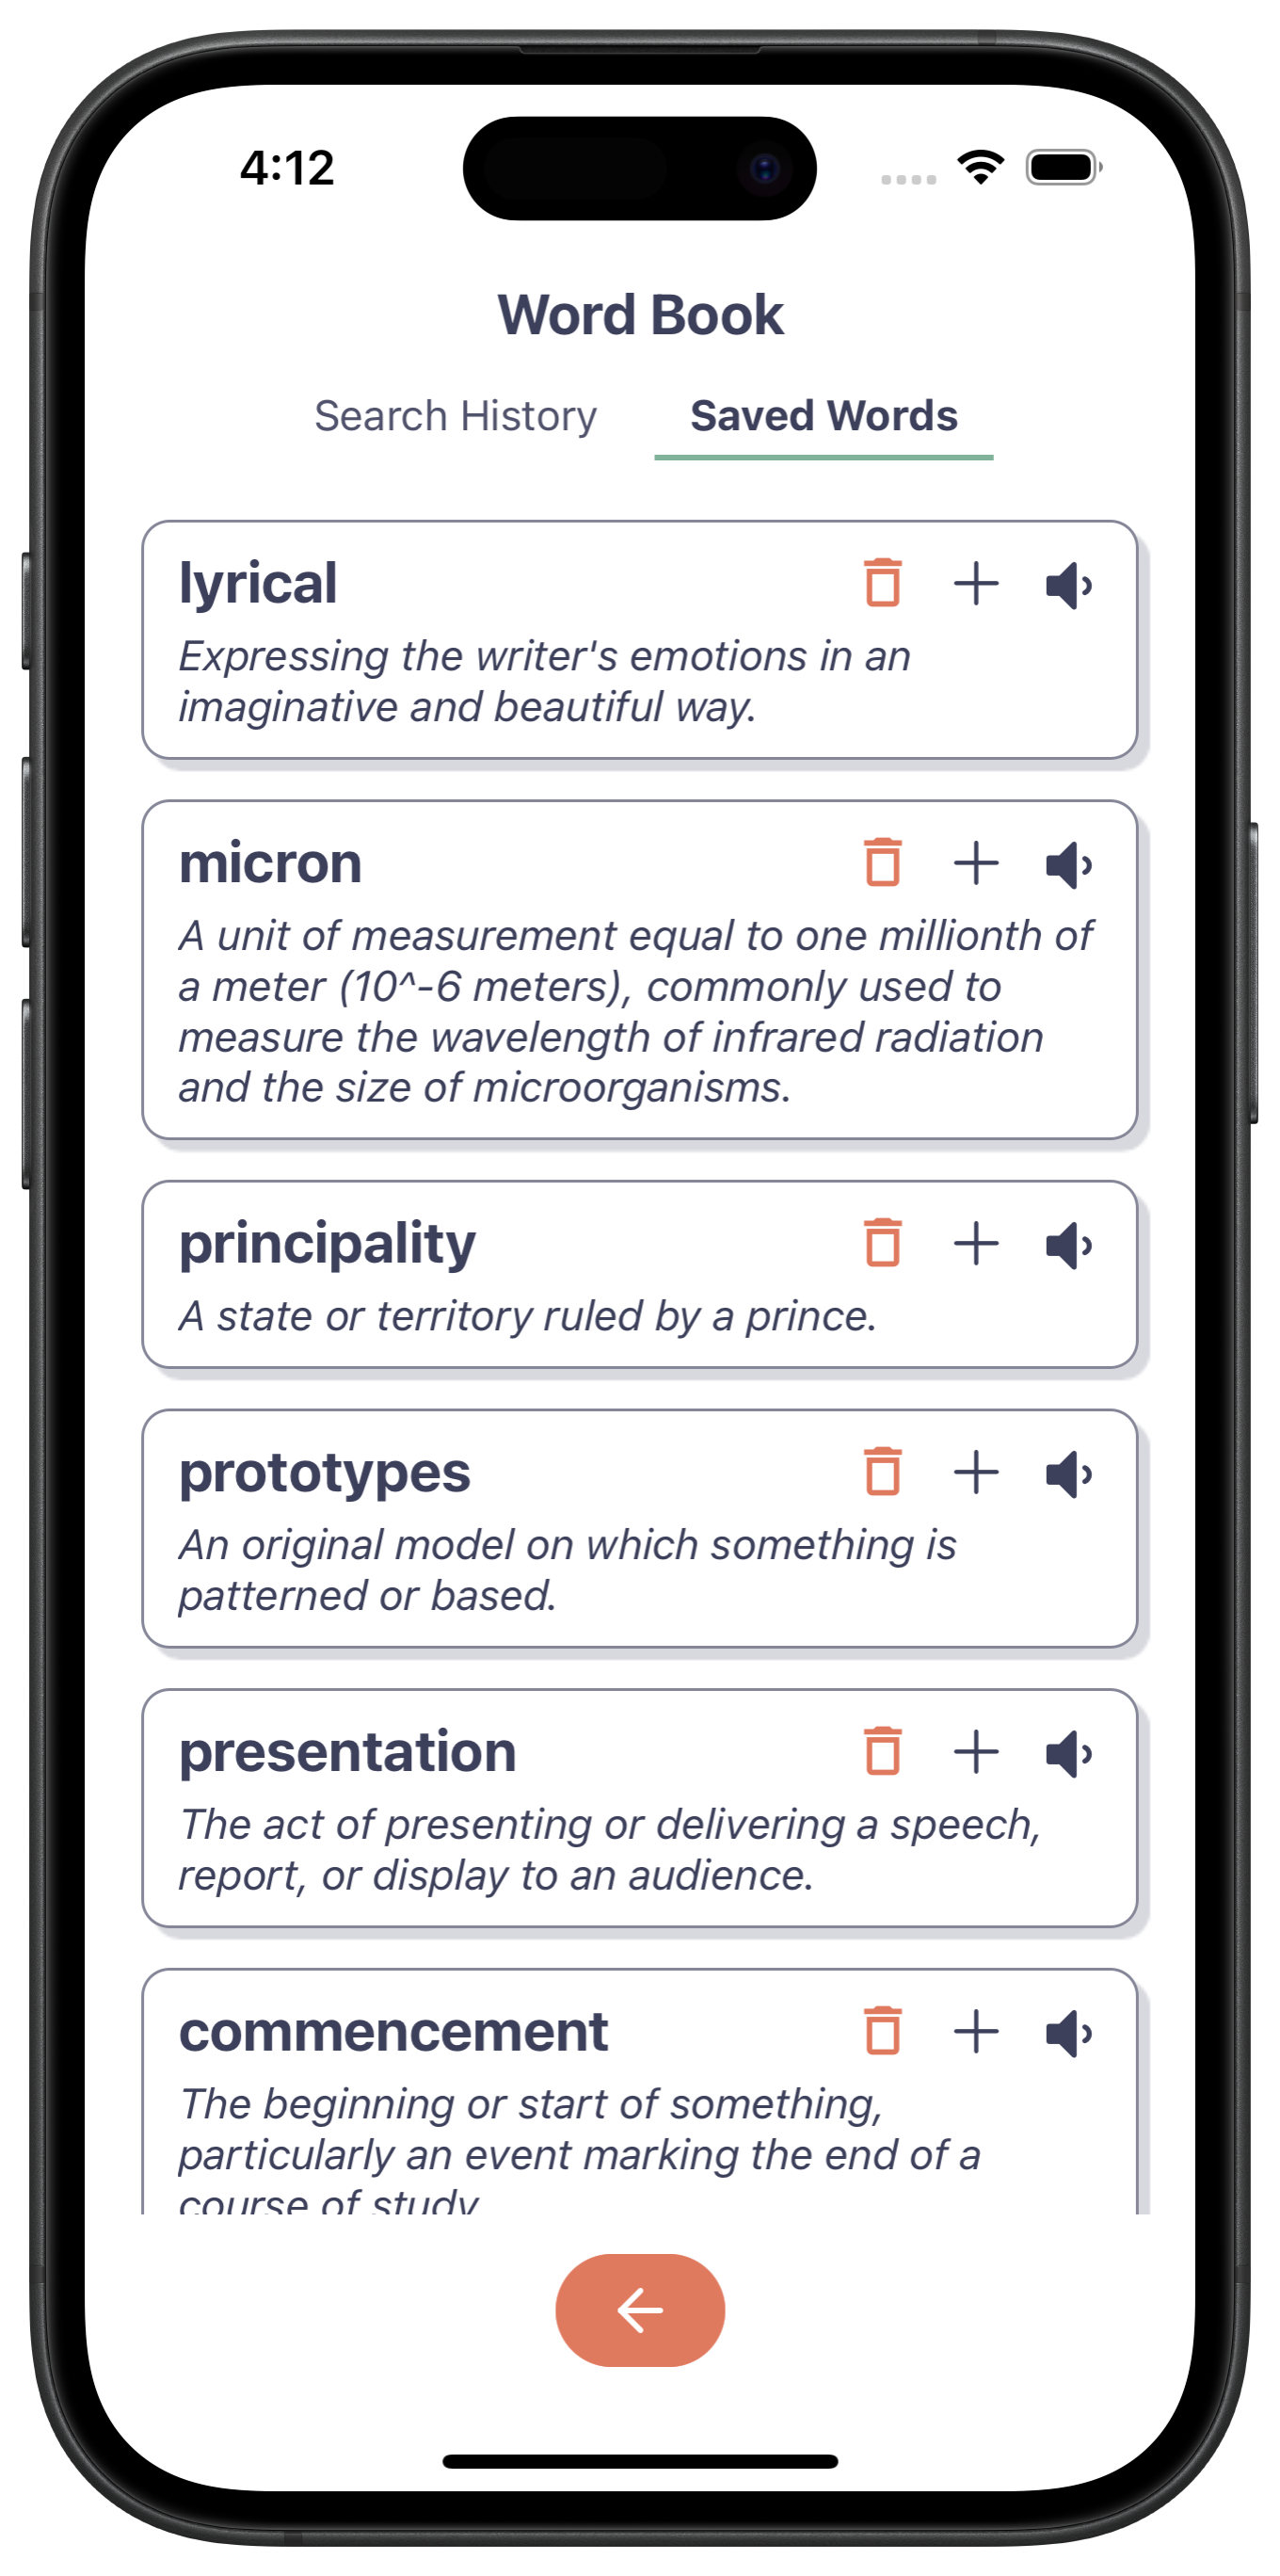 4:12
Word Book
Search History
Saved Words
lyrical
Expressing the writer's emotions in an
imaginative and beautiful way.
micron
A unit of measurement equal to one millionth of
a meter (10^-6 meters), commonly used to
measure the wavelength of infrared radiation
and the size of microorganisms.
principality
A state or territory ruled by a prince.
prototypes
An original model on which something is
patterned or based.
presentation
The act of presenting or delivering a speech,
report, or display to an audience.
commencement
The beginning or start of something,
particularly an event marking the end of a
course of study